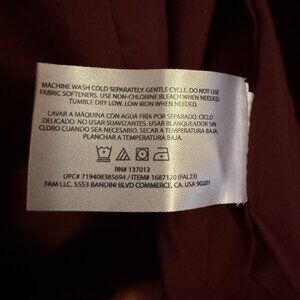 MACHINE WASH COLD SEPARATELY. GENTLE CYCLE. DO NOT USE
FABRIC SOFTENERS. USE NON-CHLORINE BLEACH WHEN NEEDED.
TUMBLE DRY LOW. LOW IRON WHEN NEEDED.
LAVAR A MÁQUINA CON AGUA FRÍA, POR SEPARADO, CICLO
DELICADO. NO USAR SUAVIZANTES. USAR BLANQUEADOR SIN
CLORO CUANDO SEA NECESARIO. SECAR A TEMPERATURA BAJA.
PLANCHAR A TEMPERATURA BAJA.
RN# 137013
UPC# 719408385694 / ITEM# 1687120 (FAL23)
FAM LLC. 5553 BANDINI BLVD COMMERCE, CA. USA 90201